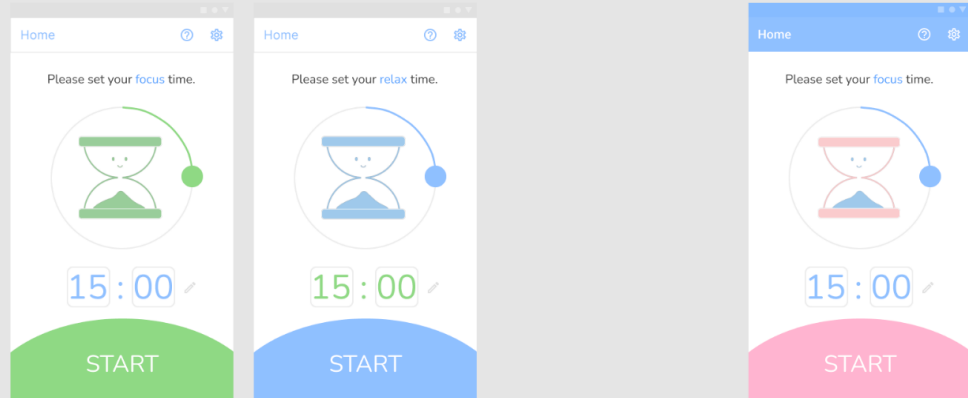 Home
Please set your focus time.
15 : 00
START
Home
Please set your relax time.
15 : 00
START
Home
Please set your focus time.
15 : 00
START